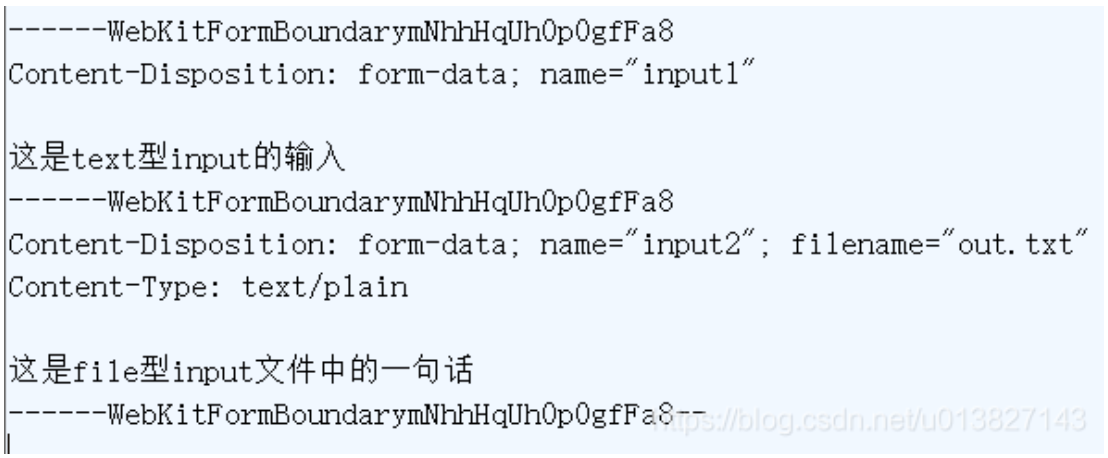 ------WebKitFormBoundarymNhhHqUh0p0gfFa8
Content-Disposition: form-data; name="input1"

这是text型input的输入
------WebKitFormBoundarymNhhHqUh0p0gfFa8
Content-Disposition: form-data; name="input2"; filename="out.txt"
Content-Type: text/plain

这是file型input文件中的一句话
------WebKitFormBoundarymNhhHqUh0p0gfFa8--
https://blog.csdn.net/u013827143